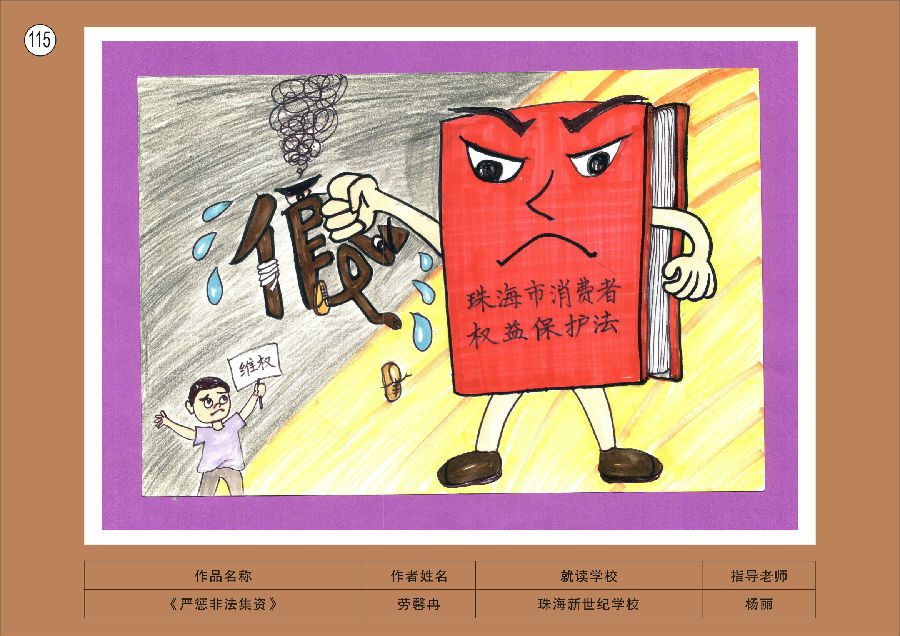 115
假
珠海市消费者
权益保护法
维权
作品名称 作者姓名 就读学校 指导老师
《严惩非法集资》 劳馨冉 珠海新世纪学校 杨丽